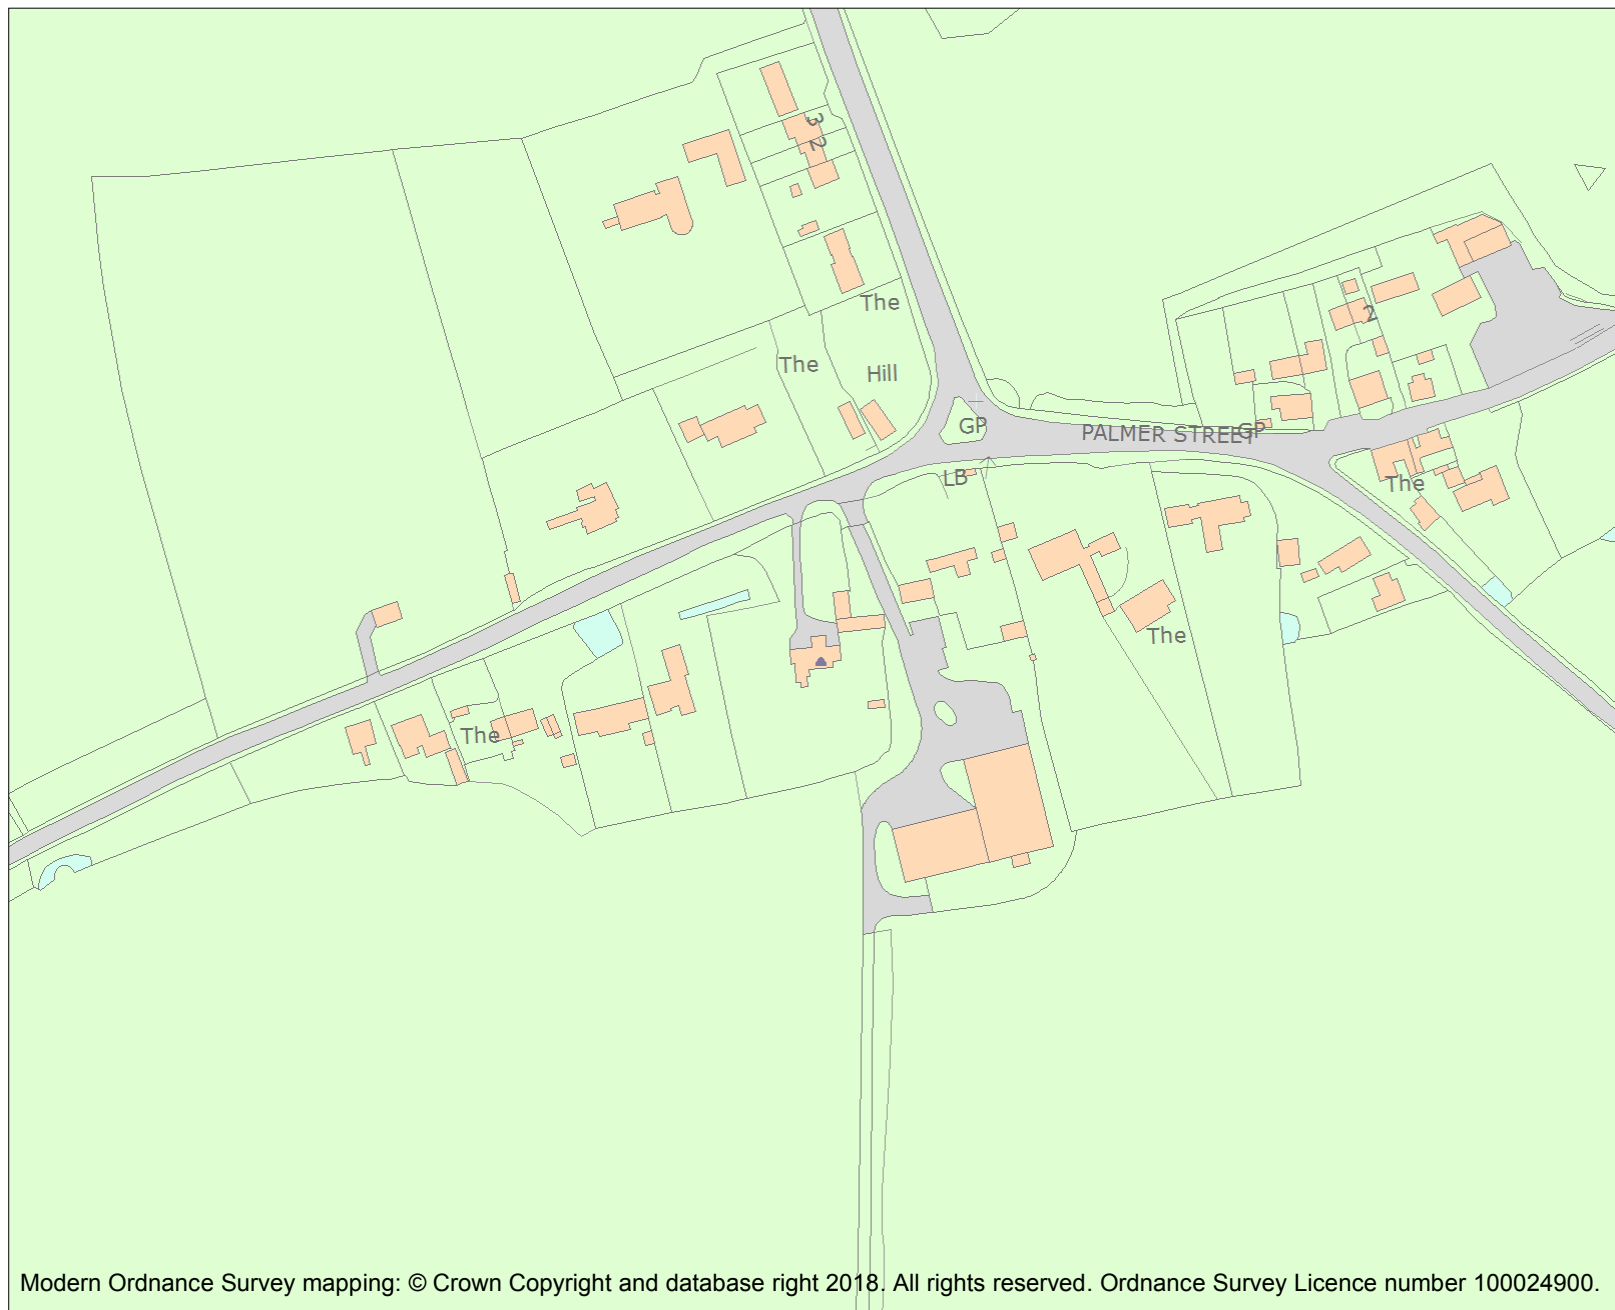 3
2
The
The
Hill
2
GP
PALMER STREET
GP
LB
The
The
The
Modern Ordnance Survey mapping: © Crown Copyright and database right 2018. All rights reserved. Ordnance Survey Licence number 100024900.